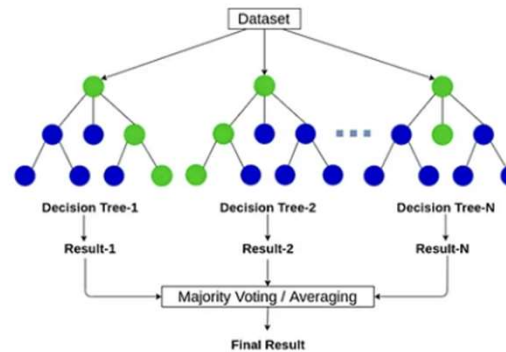 Dataset
Decision Tree-1
Decision Tree-2
Decision Tree-N
Result-1
Result-2
Result-N
Majority Voting / Averaging
Final Result